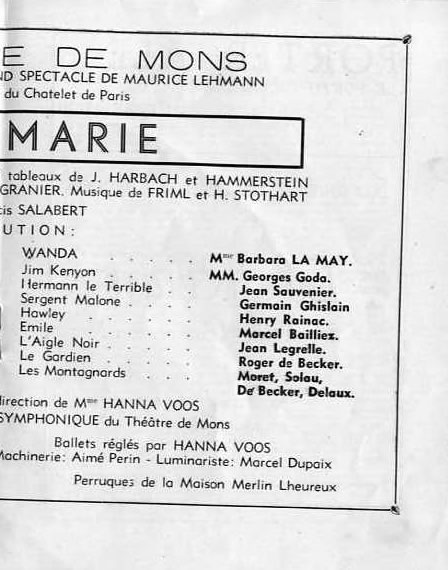 E DE MONS
ND SPECTACLE DE MAURICE LEHMANN
du Chatelet de Paris
MARIE
tableaux de J. HARBACH et HAMMERSTEIN
GRANIER. Musique de FRIML et H. STOTHART
cis SALABERT
UTION :
WANDA . . . . . Mme Barbara LA MAY.
Jim Kenyon . . . . . MM. Georges Goda.
Hermann le Terrible . . Jean Sauvenier.
Sergent Malone . . . . Germain Ghislain
Hawley . . . . . Henry Rainac.
Emile . . . . . Marcel Bailliez.
L'Aigle Noir . . . . Jean Legrelle.
Le Gardien . . . . Roger de Becker.
Les Montagnards . . . Moret, Solau,
De Becker, Delaux.
direction de Mme HANNA VOOS
SYMPHONIQUE du Théâtre de Mons
Ballets réglés par HANNA VOOS
Machinerie: Aimé Perin - Luminariste: Marcel Dupaix
Perruques de la Maison Merlin Lheureux